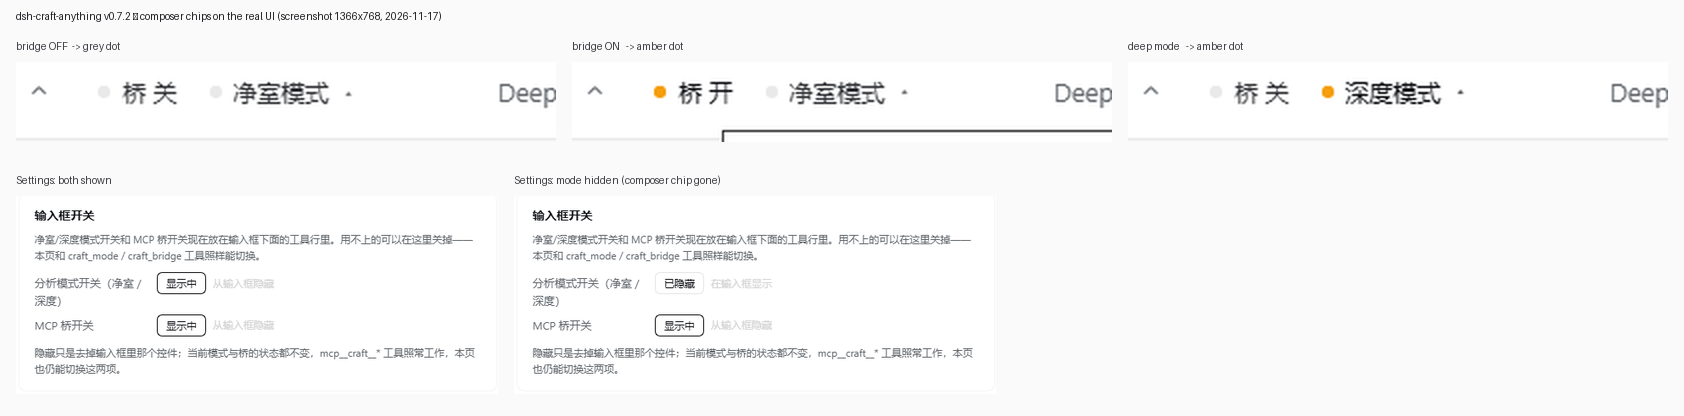 dsh-craft-anything v0.7.2 composer chips on the real UI (screenshot 1366x768, 2026-11-17)
bridge OFF -> grey dot
bridge ON -> amber dot
deep mode -> amber dot
桥 关 净室模式 Deep
桥 开 净室模式 Deep
桥 关 深度模式 Deep
Settings: both shown
Settings: mode hidden (composer chip gone)
输入框开关
净室/深度模式开关和 MCP 桥开关现在放在输入框下面的工具行里。用不上的可以在这里关掉——
本页和 craft_mode / craft_bridge 工具照样能切换。
分析模式开关（净室 / 显示中 从输入框隐藏
深度）
MCP 桥开关 显示中 从输入框隐藏
隐藏只是去掉输入框里那个控件；当前模式与桥的状态都不变，mcp__craft__* 工具照常工作，本页
也仍能切换这两项。
输入框开关
净室/深度模式开关和 MCP 桥开关现在放在输入框下面的工具行里。用不上的可以在这里关掉——
本页和 craft_mode / craft_bridge 工具照样能切换。
分析模式开关（净室 / 已隐藏 在输入框显示
深度）
MCP 桥开关 显示中 从输入框隐藏
隐藏只是去掉输入框里那个控件；当前模式与桥的状态都不变，mcp__craft__* 工具照常工作，本页
也仍能切换这两项。